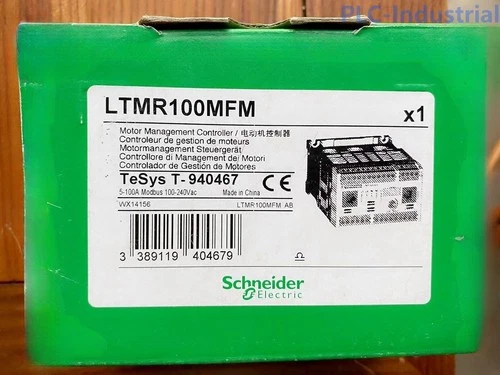 PLC-Industrial
LTMR100MFM x1
Motor Management Controller / 电动机控制器
Controleur de gestion de moteurs
Motormanagement Steuergerät
Controllore di Management dei Motori
Controlador de Gestión de Motores
TeSys T- 940467 CE
5-100A Modbus 100-240Vac Made in China
WX14156 LTMR100MFM AB
3 389119 404679
Schneider
Electric